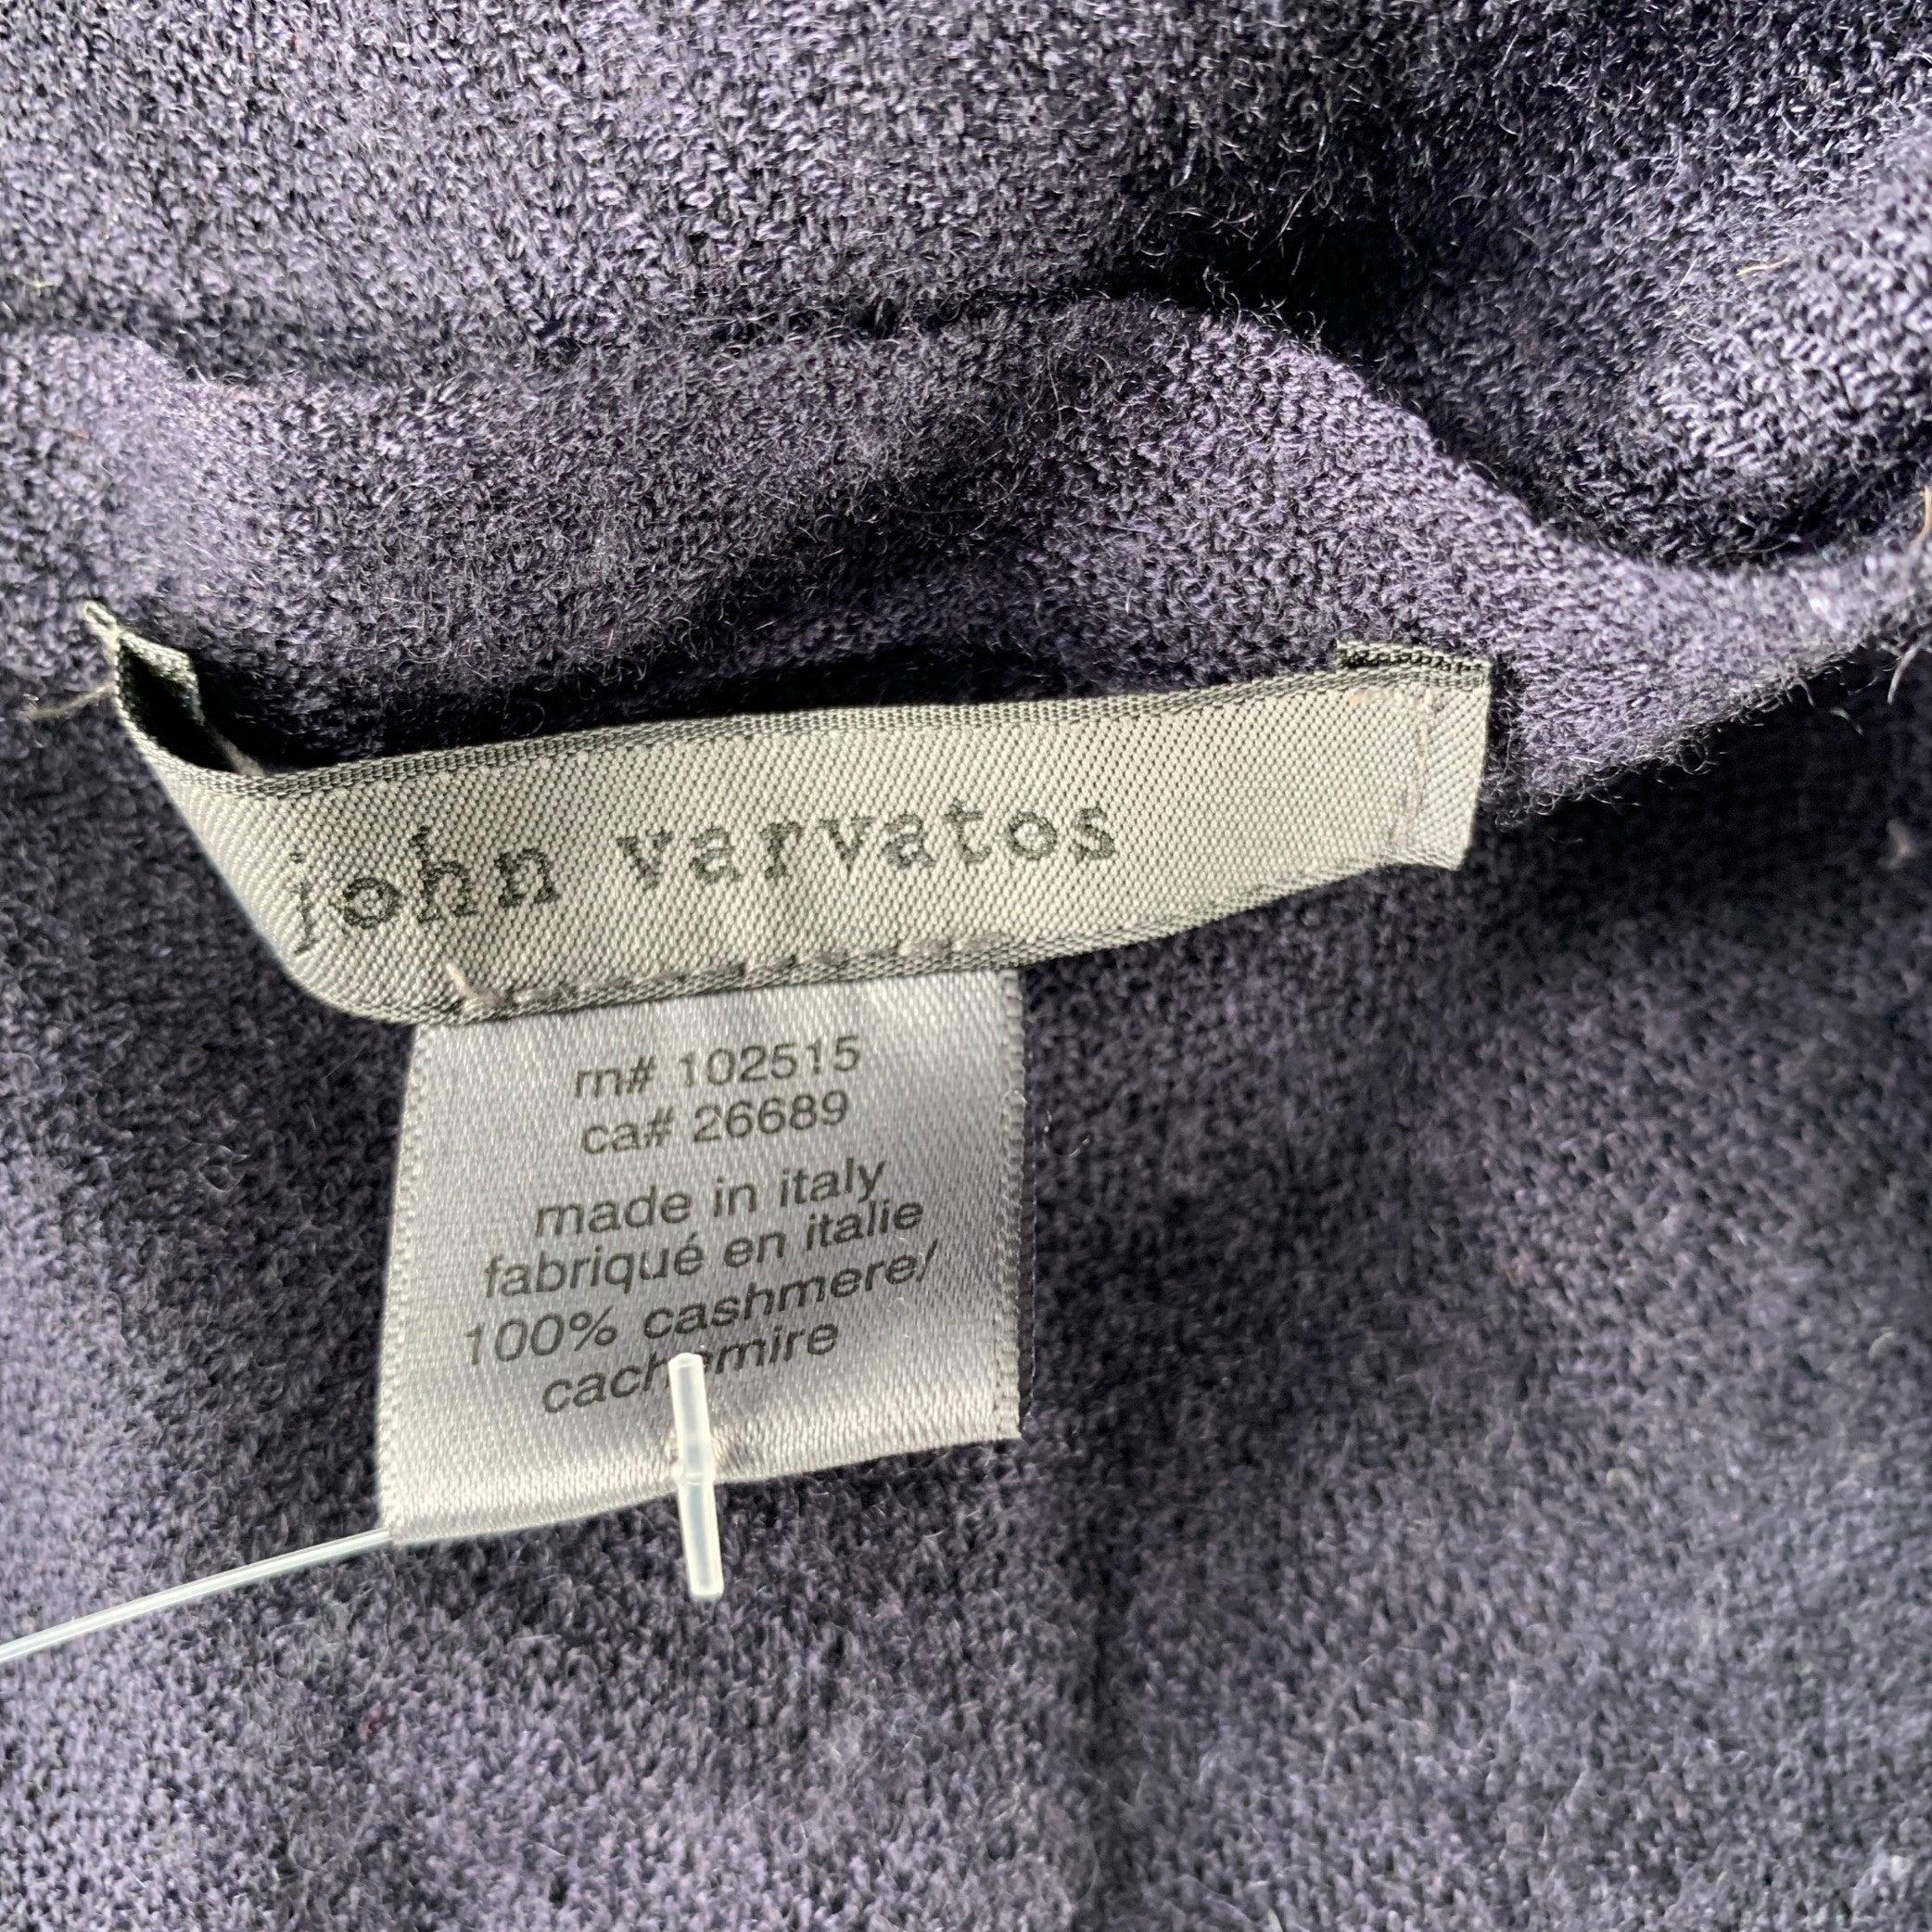 john varvatos
rn# 102515
ca# 26689
made in italy
fabriqué en italie
100% cashmere/
cachemire